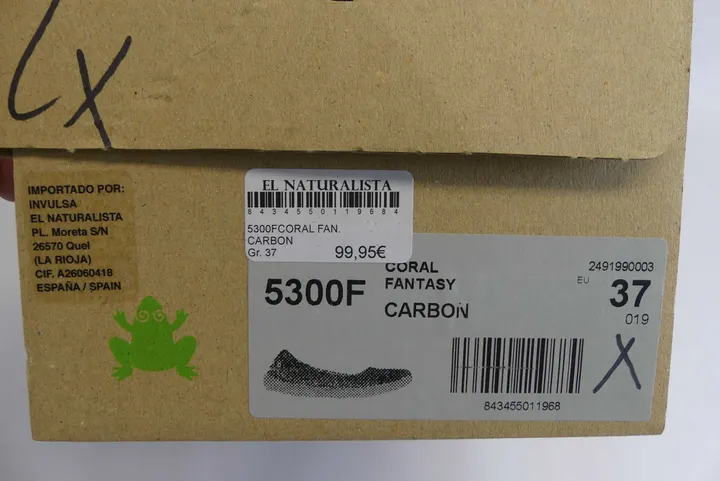 X
IMPORTADO POR:
INVULSA
EL NATURALISTA
PL. Moreta S/N
26570 Quel
(LA RIOJA)
CIF. A26060418
ESPAÑA / SPAIN
EL NATURALISTA
8434550119684
5300FCORAL FAN.
CARBON
Gr. 37
99,95€
5300F
CORAL
FANTASY
CARBON
2491990003
EU 37
019
X
843455011968